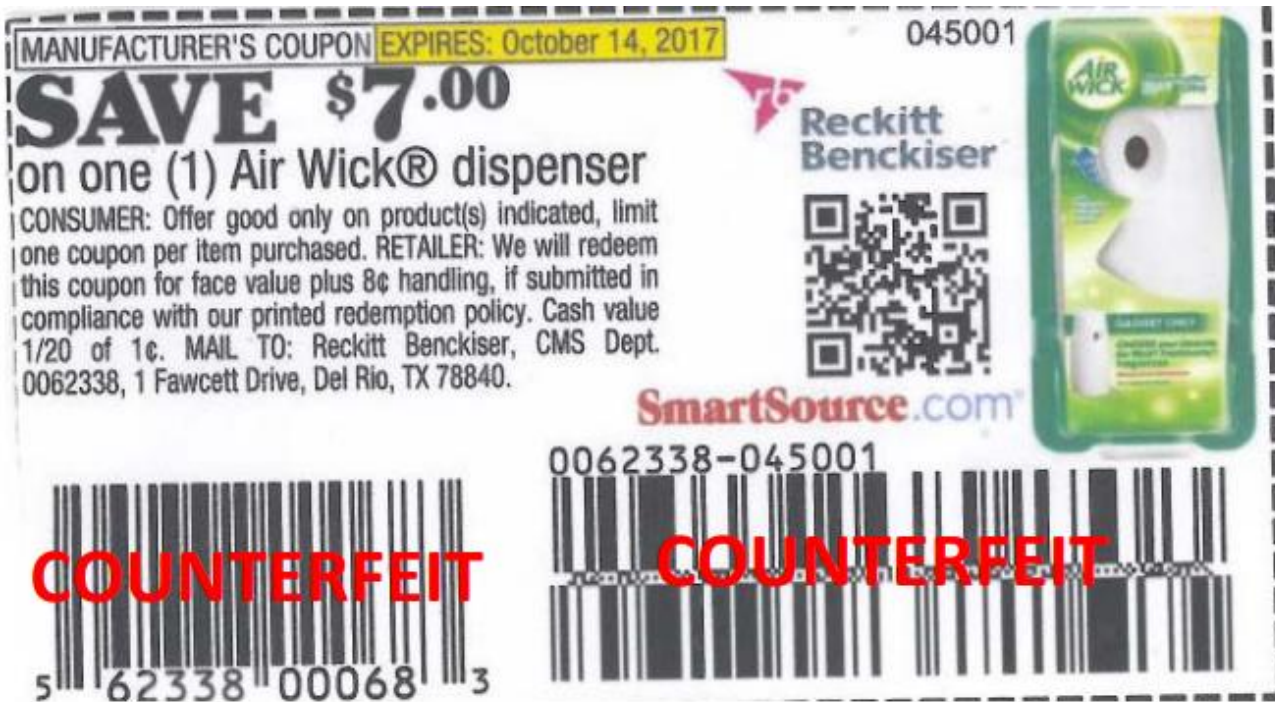 MANUFACTURER'S COUPON EXPIRES: October 14, 2017
045001
SAVE $7.00
on one (1) Air Wick® dispenser
CONSUMER: Offer good only on product(s) indicated, limit
one coupon per item purchased. RETAILER: We will redeem
this coupon for face value plus 8¢ handling, if submitted in
compliance with our printed redemption policy. Cash value
1/20 of 1¢. MAIL TO: Reckitt Benckiser, CMS Dept.
0062338, 1 Fawcett Drive, Del Rio, TX 78840.
rb
Reckitt
Benckiser
SmartSource.com
AIR
WICK
GADGET ONLY
0062338-045001
COUNTERFEIT
COUNTERFEIT
5 62338 00068 3